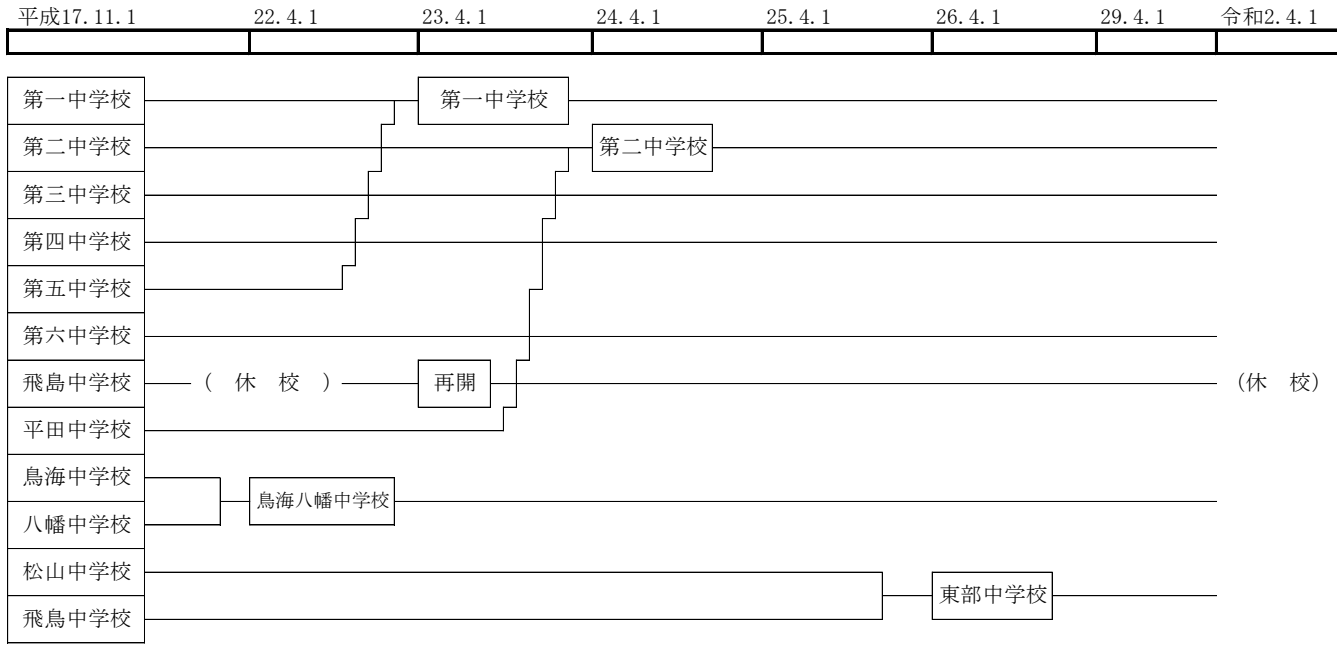 平成17.11.1 22.4.1 23.4.1 24.4.1 25.4.1 26.4.1 29.4.1 令和2.4.1
第一中学校 第一中学校
第二中学校 第二中学校
第三中学校
第四中学校
第五中学校
第六中学校
飛島中学校 ( 休 校 ) 再開 (休 校)
平田中学校
鳥海中学校
鳥海八幡中学校
八幡中学校
松山中学校
東部中学校
飛鳥中学校